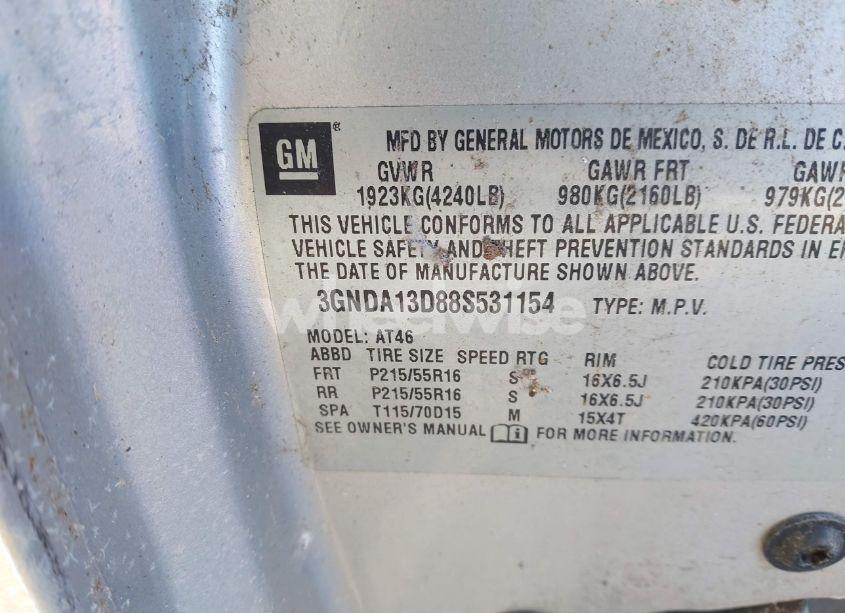 GM ® MFD BY GENERAL MOTORS DE MEXICO, S. DE R.L. DE C.
GVWR GAWR FRT GAWR
1923KG(4240LB) 980KG(2160LB) 979KG(2
THIS VEHICLE CONFORMS TO ALL APPLICABLE U.S. FEDERA
VEHICLE SAFETY AND THEFT PREVENTION STANDARDS IN E
THE DATE OF MANUFACTURE SHOWN ABOVE.
3GNDA13D88S531154 TYPE: M.P.V.
wheelwise
MODEL: AT46
ABBD TIRE SIZE SPEED RTG RIM COLD TIRE PRES
FRT P215/55R16 S 16X6.5J 210KPA(30PSI)
RR P215/55R16 S 16X6.5J 210KPA(30PSI)
SPA T115/70D15 M 15X4T 420KPA(60PSI)
SEE OWNER'S MANUAL FOR MORE INFORMATION.